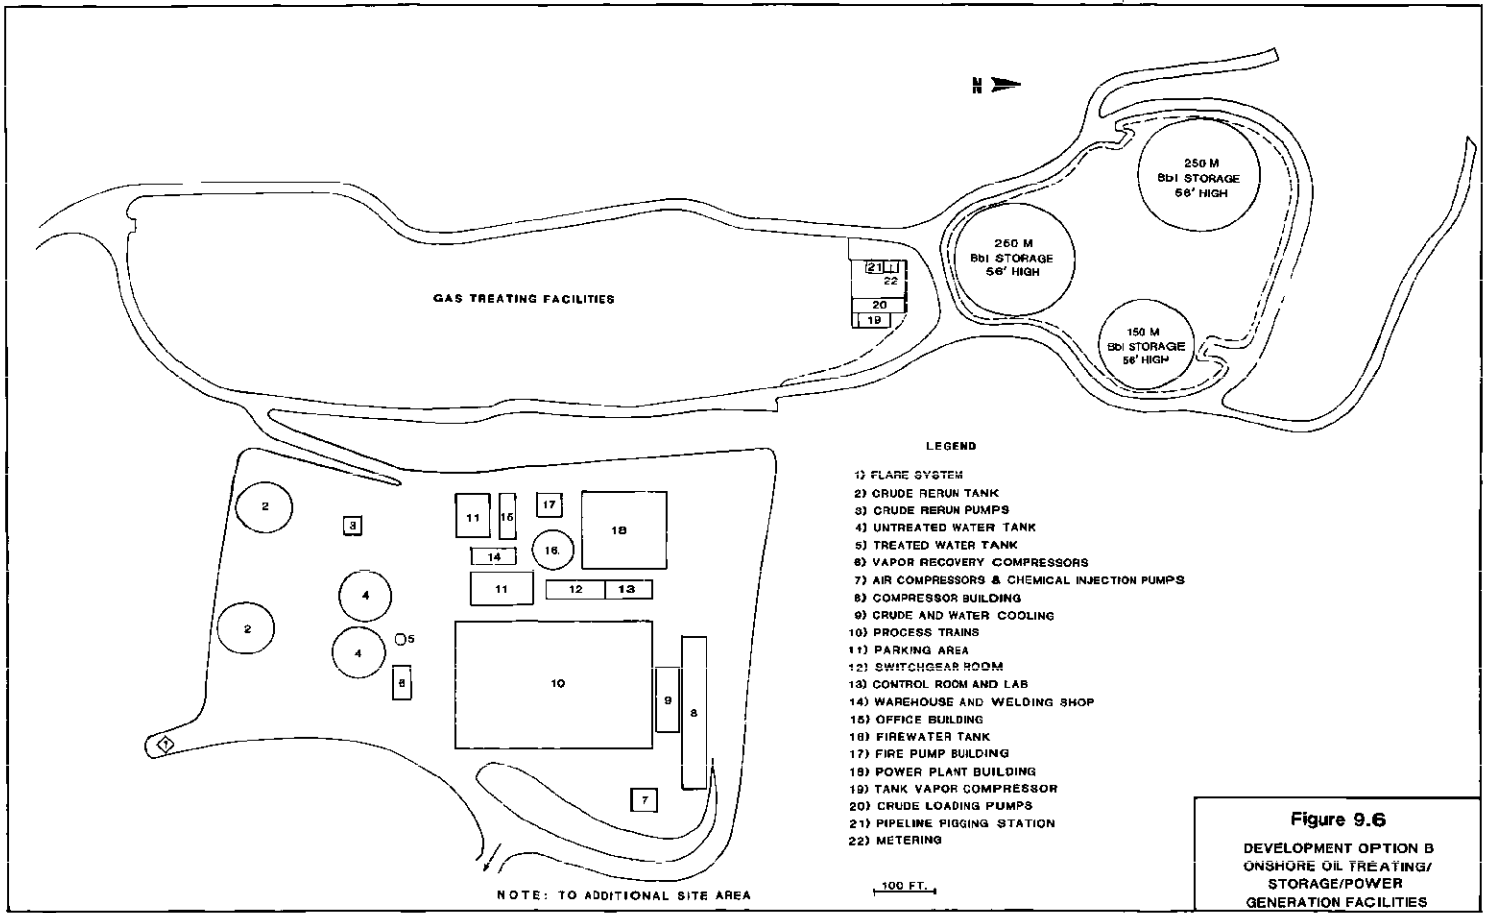 N
250 M
Bbl STORAGE
56' HIGH
250 M
Bbl STORAGE
56' HIGH
150 M
Bbl STORAGE
56' HIGH
21
22
20
19
GAS TREATING FACILITIES
2
3
11
15
17
18
14
16
11
12
13
4
2
4
5
6
10
9
8
7
LEGEND
1) FLARE SYSTEM
2) CRUDE RERUN TANK
3) CRUDE RERUN PUMPS
4) UNTREATED WATER TANK
5) TREATED WATER TANK
6) VAPOR RECOVERY COMPRESSORS
7) AIR COMPRESSORS & CHEMICAL INJECTION PUMPS
8) COMPRESSOR BUILDING
9) CRUDE AND WATER COOLING
10) PROCESS TRAINS
11) PARKING AREA
12) SWITCHGEAR ROOM
13) CONTROL ROOM AND LAB
14) WAREHOUSE AND WELDING SHOP
15) OFFICE BUILDING
16) FIREWATER TANK
17) FIRE PUMP BUILDING
18) POWER PLANT BUILDING
19) TANK VAPOR COMPRESSOR
20) CRUDE LOADING PUMPS
21) PIPELINE PIGGING STATION
22) METERING
100 FT.
NOTE: TO ADDITIONAL SITE AREA
Figure 9.6
DEVELOPMENT OPTION B
ONSHORE OIL TREATING/
STORAGE/POWER
GENERATION FACILITIES